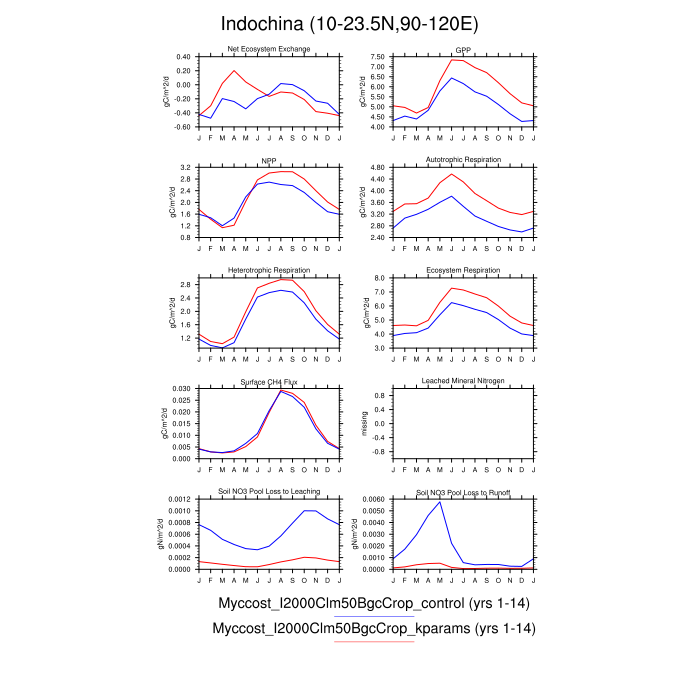 Indochina (10-23.5N,90-120E)
Net Ecosystem Exchange
gC/m^2/d
0.40
0.20
0.00
-0.20
-0.40
-0.60
J F M A M J J A S O N D J
GPP
gC/m^2/d
7.50
7.00
6.50
6.00
5.50
5.00
4.50
4.00
J F M A M J J A S O N D J
NPP
gC/m^2/d
3.2
2.8
2.4
2.0
1.6
1.2
0.8
J F M A M J J A S O N D J
Autotrophic Respiration
gC/m^2/d
4.80
4.40
4.00
3.60
3.20
2.80
2.40
J F M A M J J A S O N D J
Heterotrophic Respiration
gC/m^2/d
2.8
2.4
2.0
1.6
1.2
J F M A M J J A S O N D J
Ecosystem Respiration
gC/m^2/d
8.0
7.0
6.0
5.0
4.0
3.0
J F M A M J J A S O N D J
Surface CH4 Flux
gC/m^2/d
0.030
0.025
0.020
0.015
0.010
0.005
0.000
J F M A M J J A S O N D J
Leached Mineral Nitrogen
missing
0.8
0.4
0.0
-0.4
-0.8
J F M A M J J A S O N D J
Soil NO3 Pool Loss to Leaching
gN/m^2/d
0.0012
0.0010
0.0008
0.0006
0.0004
0.0002
0.0000
J F M A M J J A S O N D J
Soil NO3 Pool Loss to Runoff
gN/m^2/d
0.0060
0.0050
0.0040
0.0030
0.0020
0.0010
0.0000
J F M A M J J A S O N D J
Myccost_I2000Clm50BgcCrop_control (yrs 1-14)
Myccost_I2000Clm50BgcCrop_kparams (yrs 1-14)